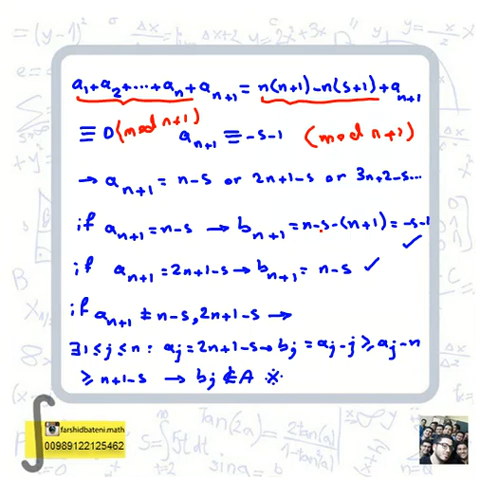 a₁+a₂+...+aₙ+aₙ₊₁ = n(n+1)-n(s+1)+aₙ₊₁
≡ 0 (mod n+1) aₙ₊₁ ≡ -s-1 (mod n+1)
→ aₙ₊₁ = n-s or 2n+1-s or 3n+2-s...
if aₙ₊₁ = n-s → bₙ₊₁ = n-s-(n+1) = -s-1 ✓
if aₙ₊₁ = 2n+1-s → bₙ₊₁ = n-s ✓
if aₙ₊₁ ≠ n-s, 2n+1-s →
∃ 1≤j≤n : aⱼ = 2n+1-s → bⱼ = aⱼ-j ≥ aⱼ-n
≥ n+1-s → bⱼ ∉ A ※
farshidbateni.math
00989122125462